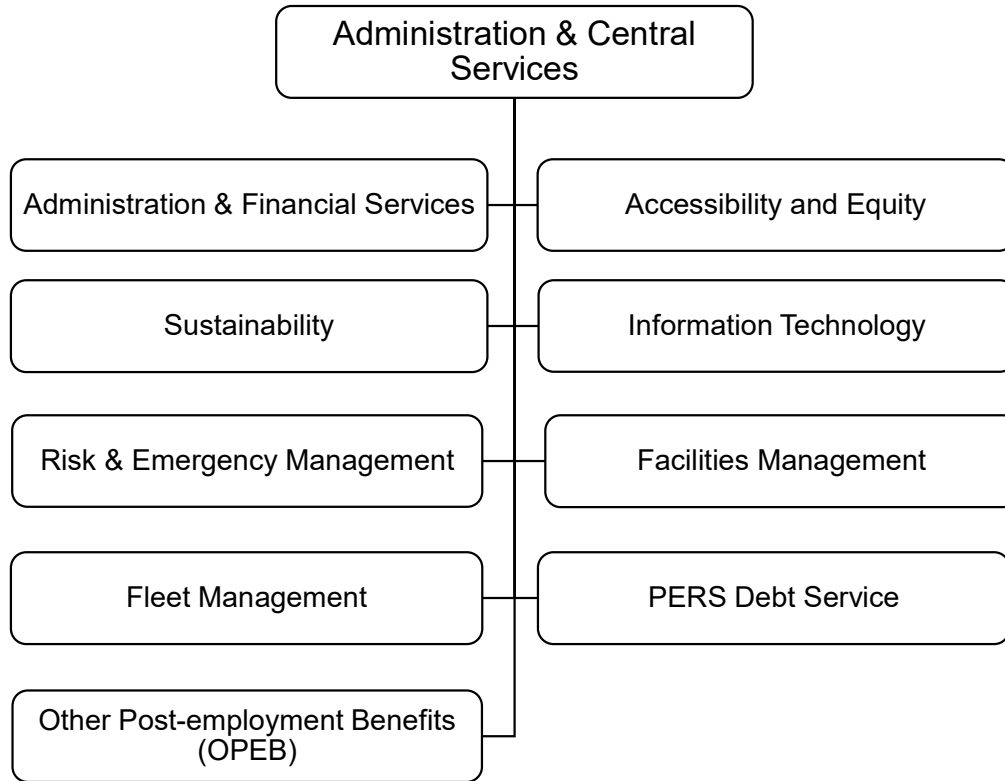 Administration & Central
Services
Administration & Financial Services
Accessibility and Equity
Sustainability
Information Technology
Risk & Emergency Management
Facilities Management
Fleet Management
PERS Debt Service
Other Post-employment Benefits
(OPEB)